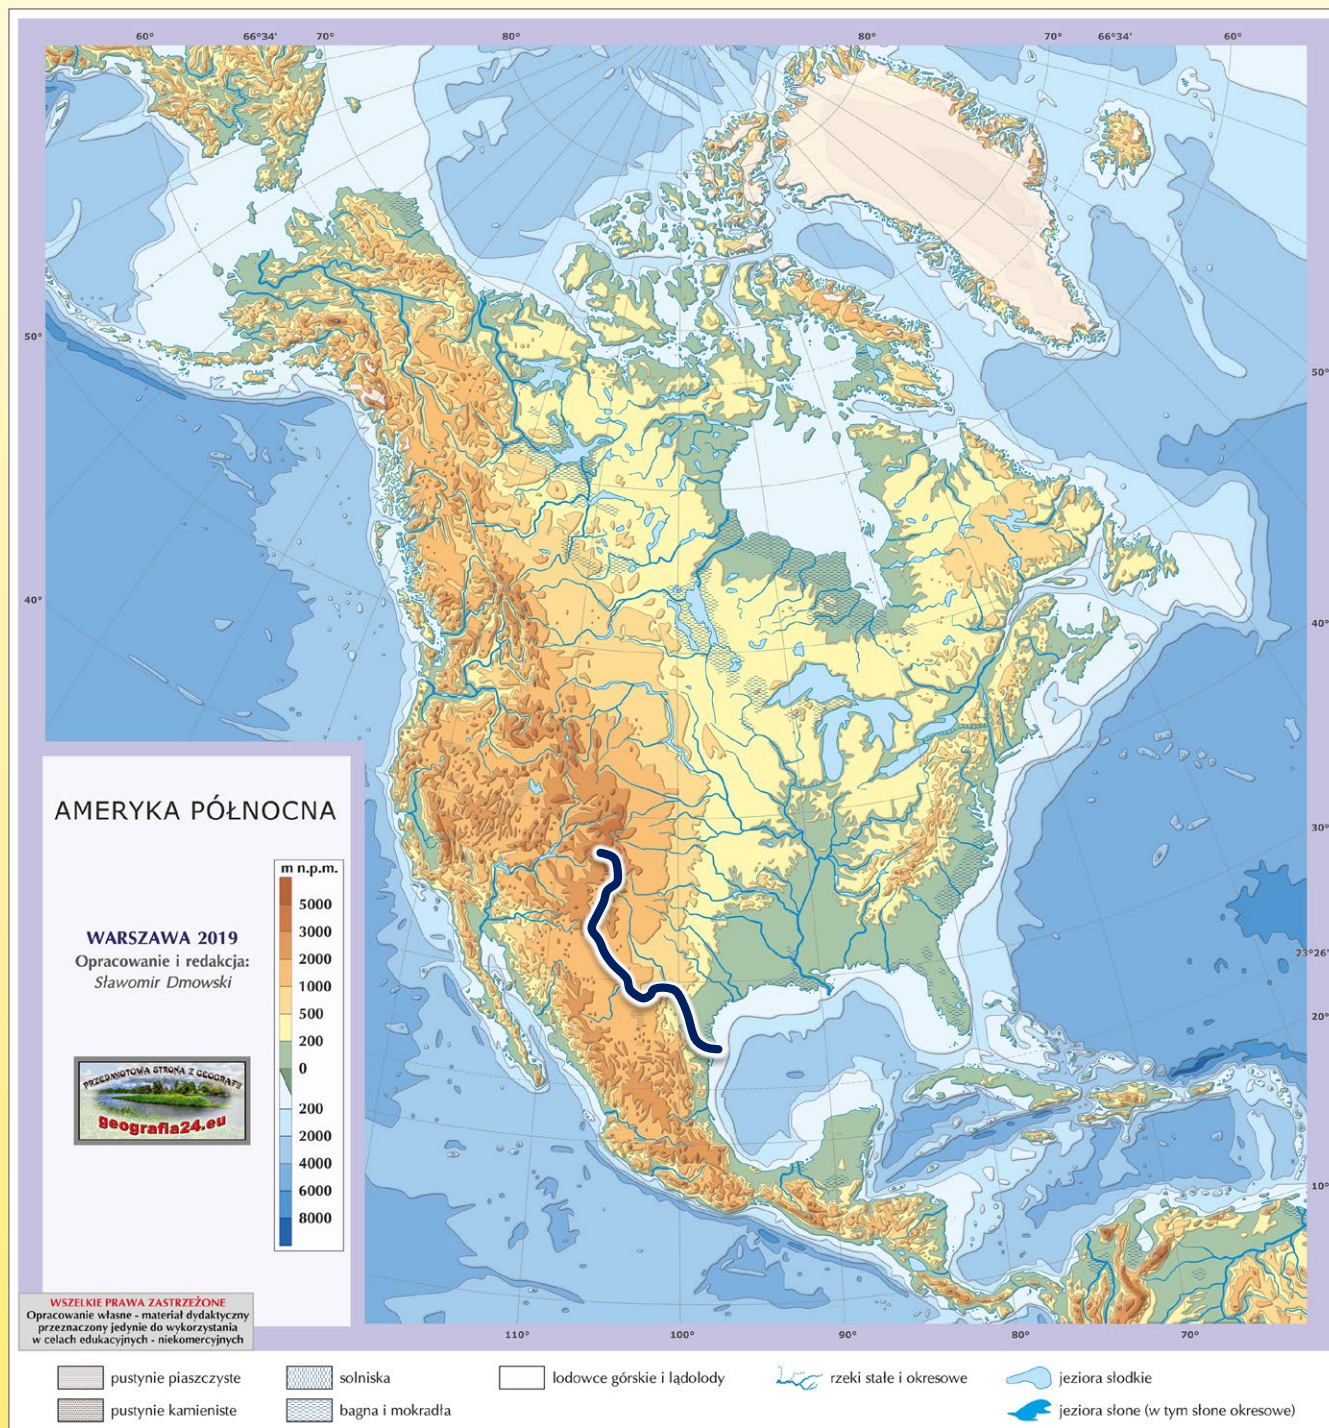 60° 66°34' 70° 80° 80° 70° 66°34' 60°
50°
50°
40°
40°
30°
23°26'
20°
10°
110° 100° 90° 80° 70°
AMERYKA PÓŁNOCNA
WARSZAWA 2019
Opracowanie i redakcja:
Sławomir Dmowski
m n.p.m.
5000
3000
2000
1000
500
200
0
200
2000
4000
6000
8000
PRZEDMIOTOWA STRONA Z GEOGRAFII
geografia24.eu
WSZELKIE PRAWA ZASTRZEŻONE
Opracowanie własne - materiał dydaktyczny
przeznaczony jedynie do wykorzystania
w celach edukacyjnych - niekomercyjnych
pustynie piaszczyste solniska lodowce górskie i lądolody rzeki stałe i okresowe jeziora słodkie
pustynie kamieniste bagna i mokradła jeziora słone (w tym słone okresowe)